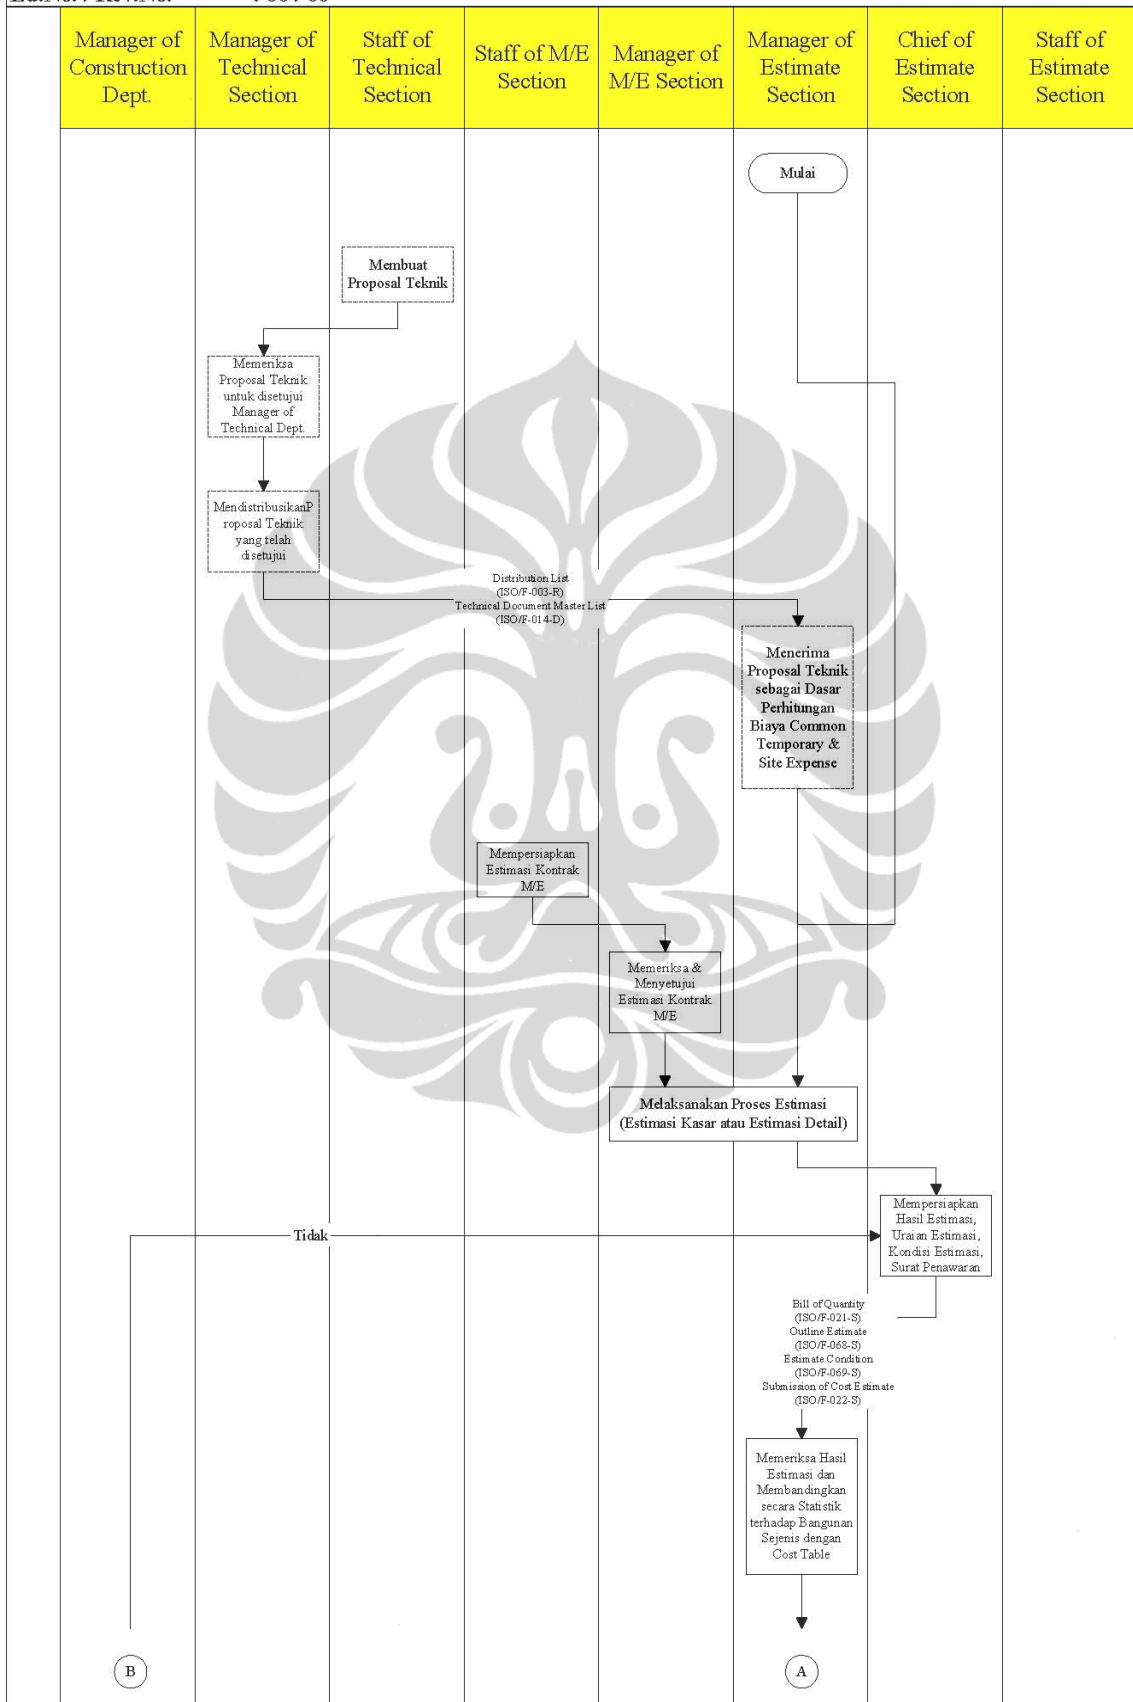 Manager of
Construction
Dept.
Manager of
Technical
Section
Staff of
Technical
Section
Staff of M/E
Section
Manager of
M/E Section
Manager of
Estimate
Section
Chief of
Estimate
Section
Staff of
Estimate
Section
Mulai
Membuat
Proposal Teknik
Memeriksa
Proposal Teknik
untuk disetujui
Manager of
Technical Dept.
MendistribusikanP
roposal Teknik
yang telah
disetujui
Distribution List
(ISO/F-003-R)
Technical Document Master List
(ISO/F-014-D)
Menerima
Proposal Teknik
sebagai Dasar
Perhitungan
Biaya Common
Temporary &
Site Expense
Mempersiapkan
Estimasi Kontrak
M/E
Memeriksa &
Menyetujui
Estimasi Kontrak
M/E
Melaksanakan Proses Estimasi
(Estimasi Kasar atau Estimasi Detail)
Mempersiapkan
Hasil Estimasi,
Uraian Estimasi,
Kondisi Estimasi,
Surat Penawaran
Tidak
Bill of Quantity
(ISO/F-021-S)
Outline Estimate
(ISO/F-068-S)
Estimate Condition
(ISO/F-069-S)
Submission of Cost Estimate
(ISO/F-022-S)
Memeriksa Hasil
Estimasi dan
Membandingkan
secara Statistik
terhadap Bangunan
Sejenis dengan
Cost Table
B
A